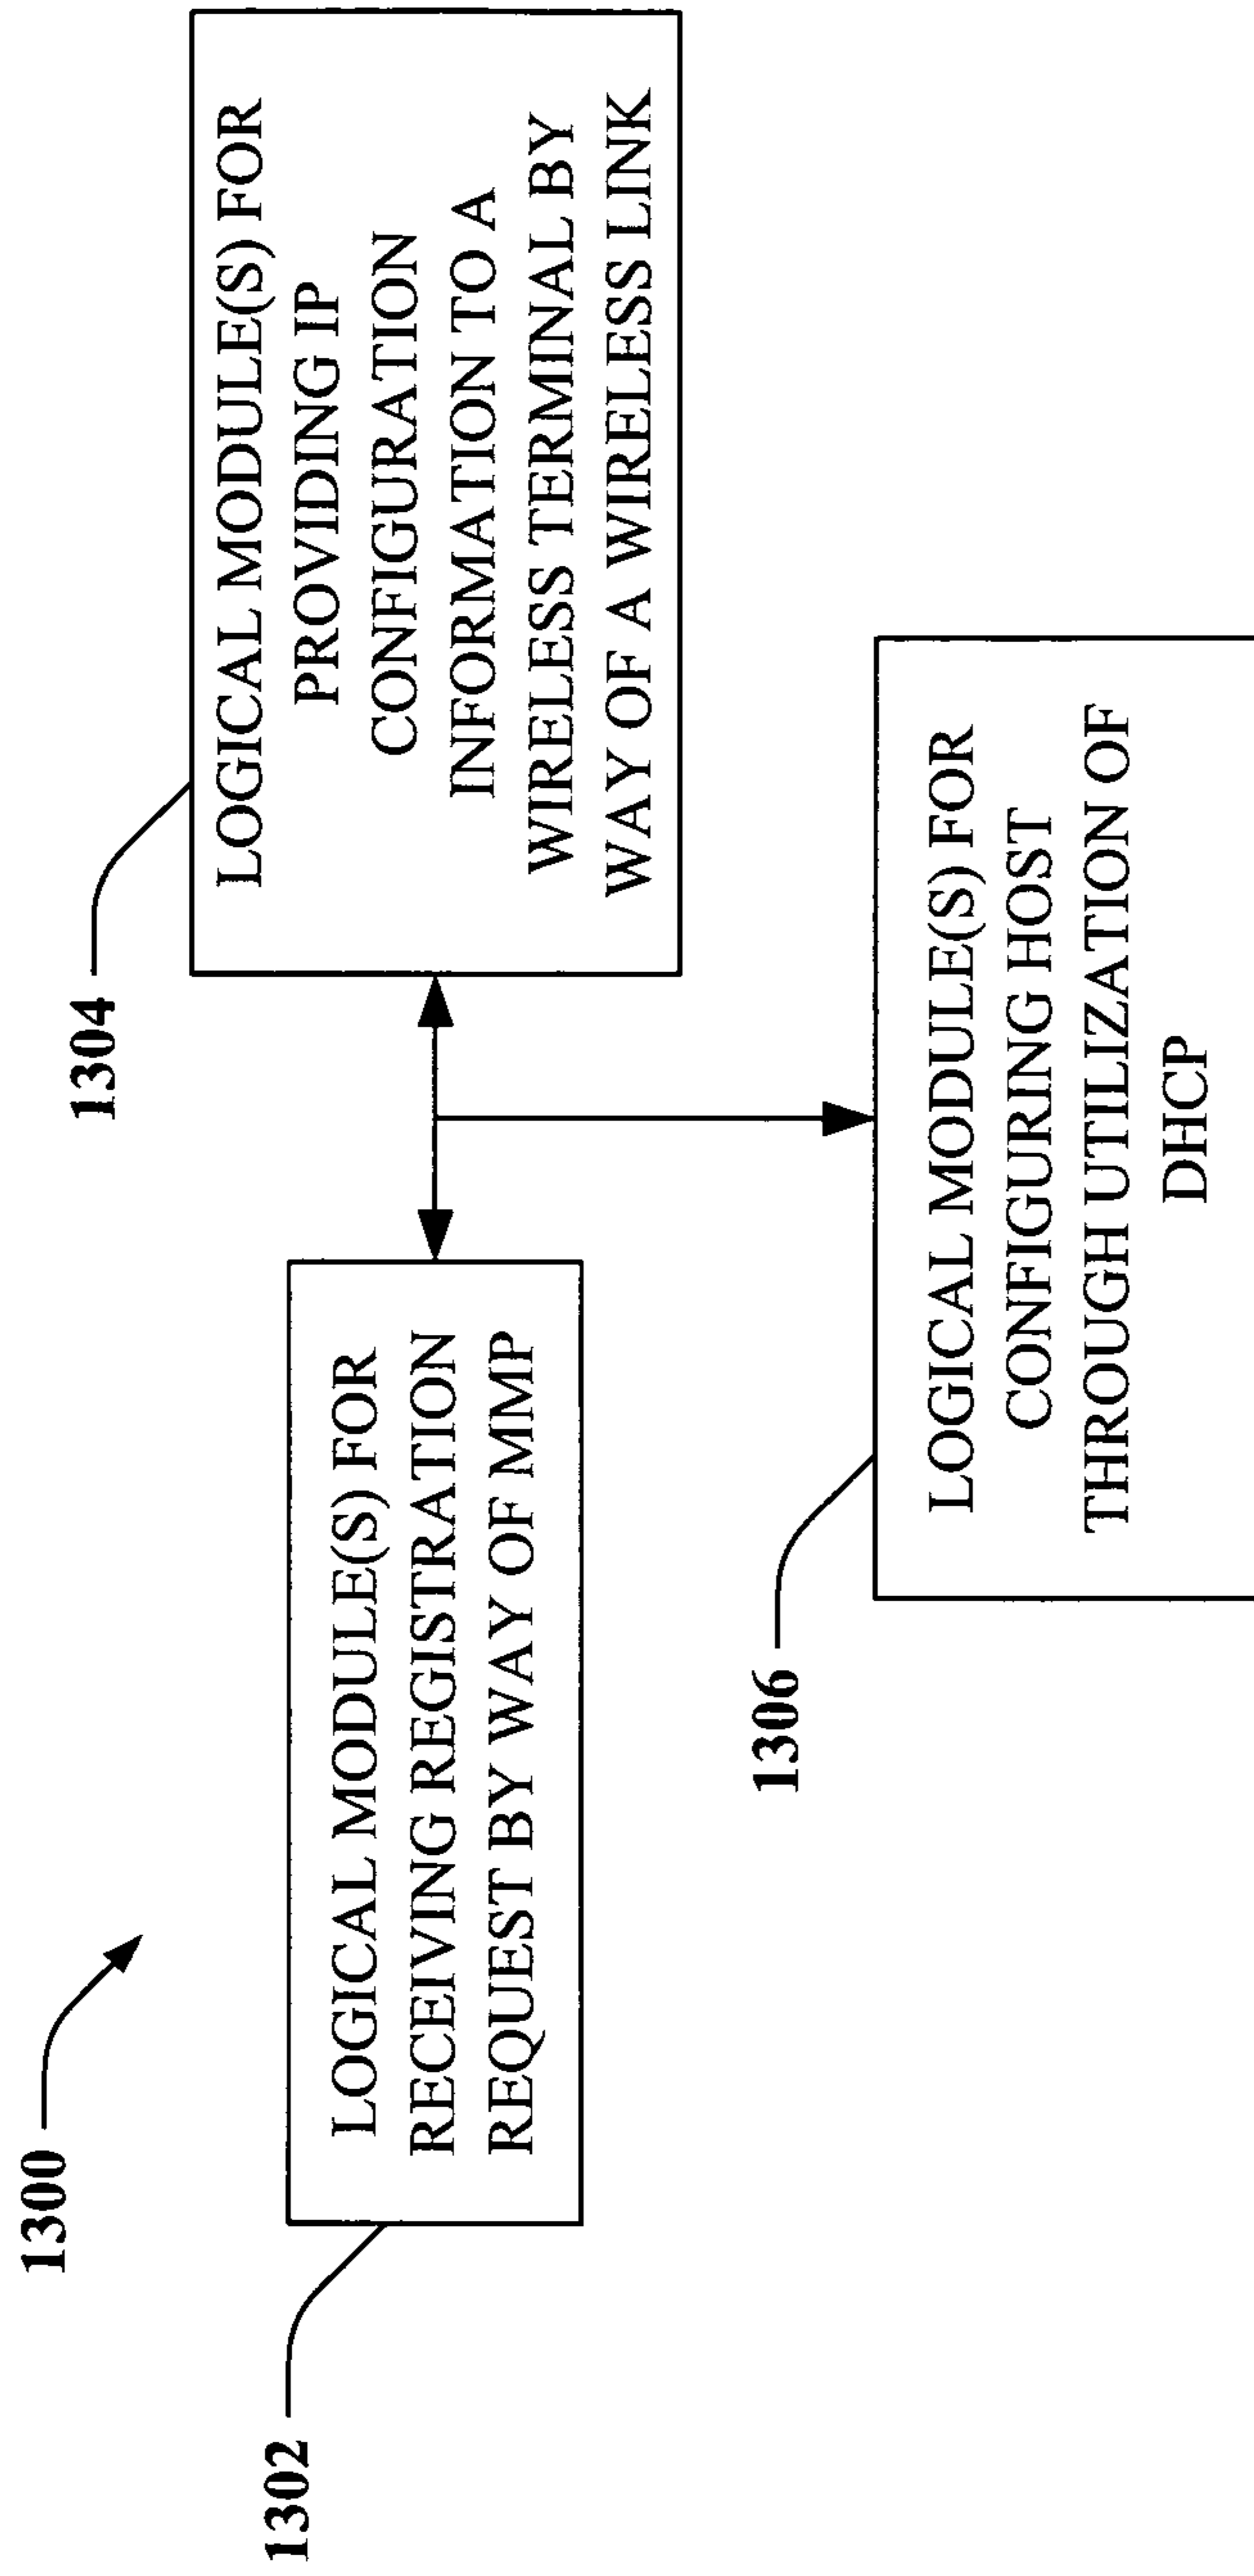 1300
1302
LOGICAL MODULE(S) FOR
RECEIVING REGISTRATION
REQUEST BY WAY OF MMP
1304
LOGICAL MODULE(S) FOR
PROVIDING IP
CONFIGURATION
INFORMATION TO A
WIRELESS TERMINAL BY
WAY OF A WIRELESS LINK
1306
LOGICAL MODULE(S) FOR
CONFIGURING HOST
THROUGH UTILIZATION OF
DHCP